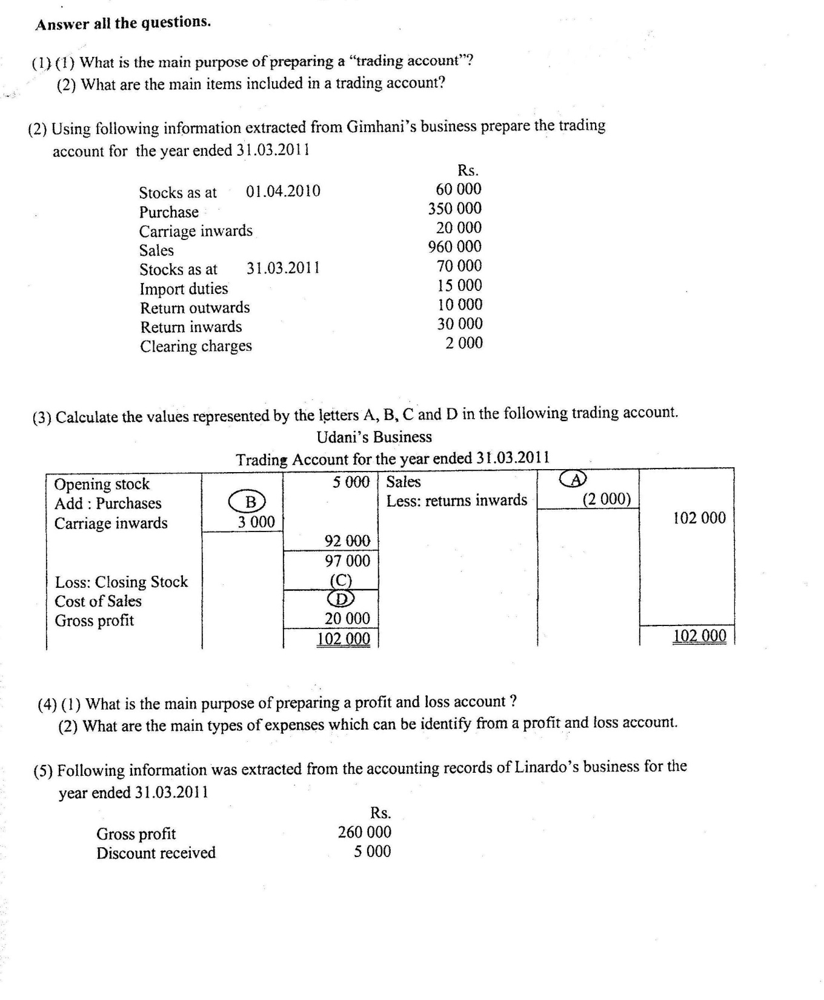 Answer all the questions.
(1) (1) What is the main purpose of preparing a “trading account”?
(2) What are the main items included in a trading account?
(2) Using following information extracted from Gimhani’s business prepare the trading
account for the year ended 31.03.2011
Rs.
Stocks as at 01.04.2010 60 000
Purchase 350 000
Carriage inwards 20 000
Sales 960 000
Stocks as at 31.03.2011 70 000
Import duties 15 000
Return outwards 10 000
Return inwards 30 000
Clearing charges 2 000
(3) Calculate the values represented by the letters A, B, C and D in the following trading account.
Udani’s Business
Trading Account for the year ended 31.03.2011
Opening stock 5 000 Sales A
Add : Purchases B Less: returns inwards (2 000)
Carriage inwards 3 000 102 000
92 000
97 000
Loss: Closing Stock (C)
Cost of Sales D
Gross profit 20 000
102 000 102 000
(4) (1) What is the main purpose of preparing a profit and loss account ?
(2) What are the main types of expenses which can be identify from a profit and loss account.
(5) Following information was extracted from the accounting records of Linardo’s business for the
year ended 31.03.2011
Rs.
Gross profit 260 000
Discount received 5 000